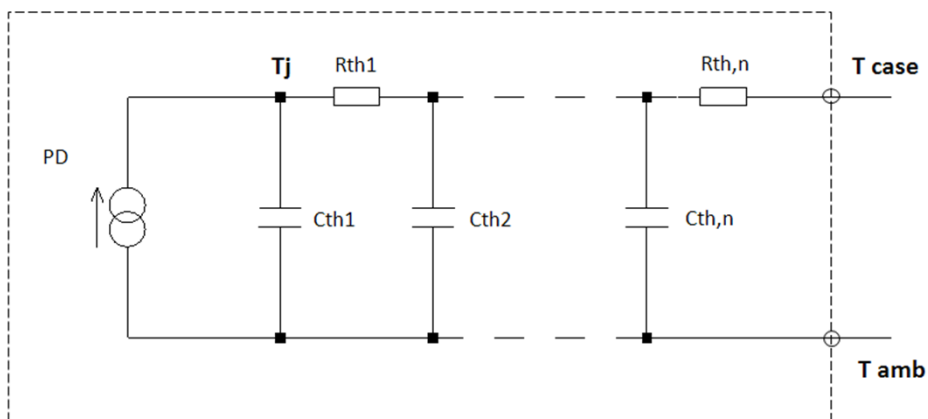 Tj
Rth1
Rth,n
T case
PD
Cth1
Cth2
Cth,n
T amb